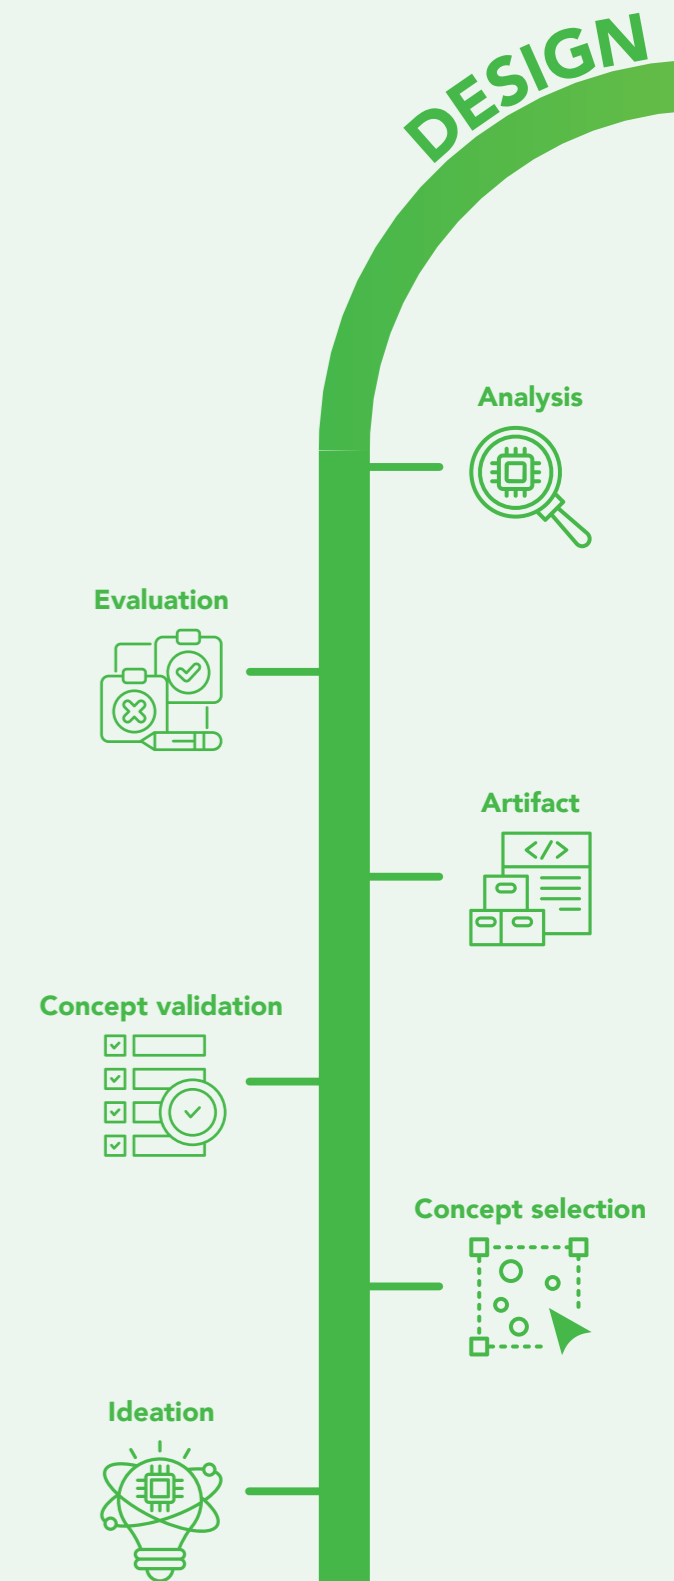 DESIGN
Analysis
Evaluation
Artifact
</>
Concept validation
Concept selection
Ideation